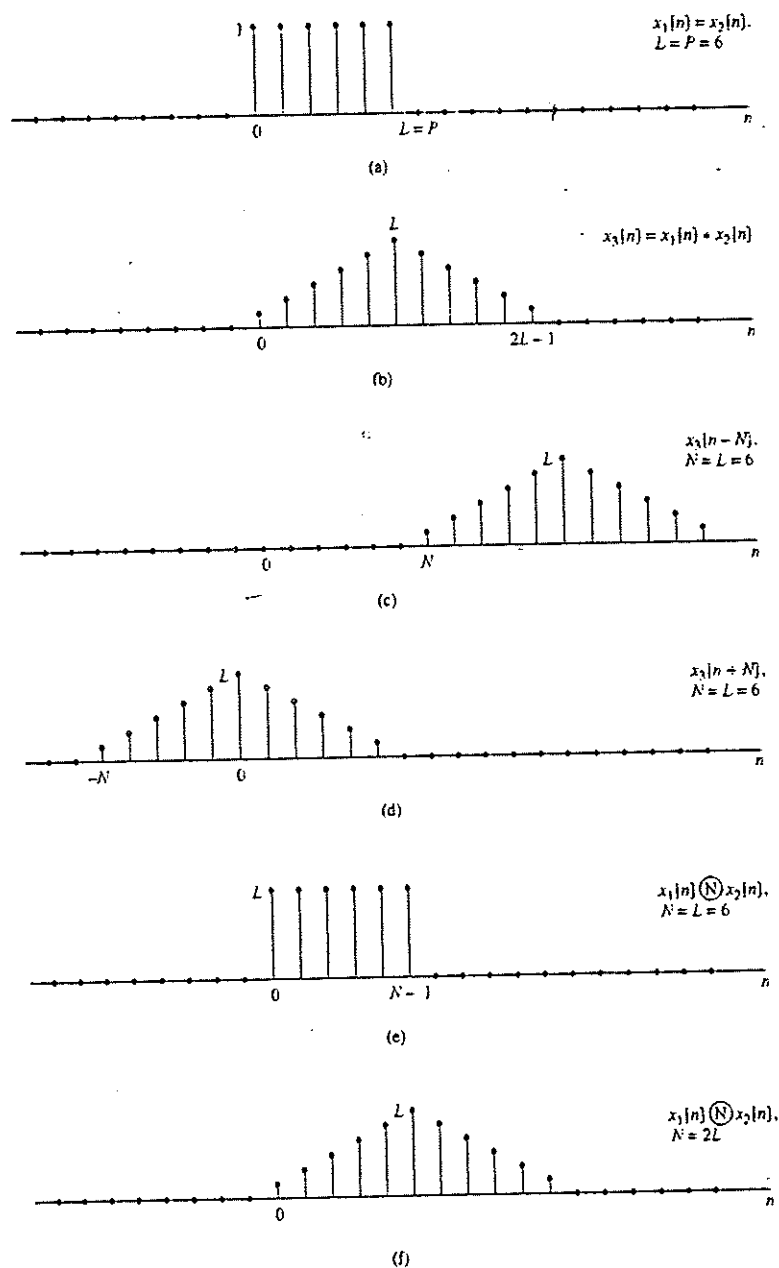 x₁[n] = x₂[n].
L = P = 6
1
0
L = P
n
(a)
L
x₃[n] = x₁[n] * x₂[n]
0
2L - 1
n
(b)
x₃[n - N].
N = L = 6
L
0
N
n
(c)
x₃[n + N],
N = L = 6
L
-N
0
n
(d)
x₁[n] Ⓝ x₂[n],
N = L = 6
L
0
N - 1
n
(e)
x₁[n] Ⓝ x₂[n],
N = 2L
L
0
n
(f)